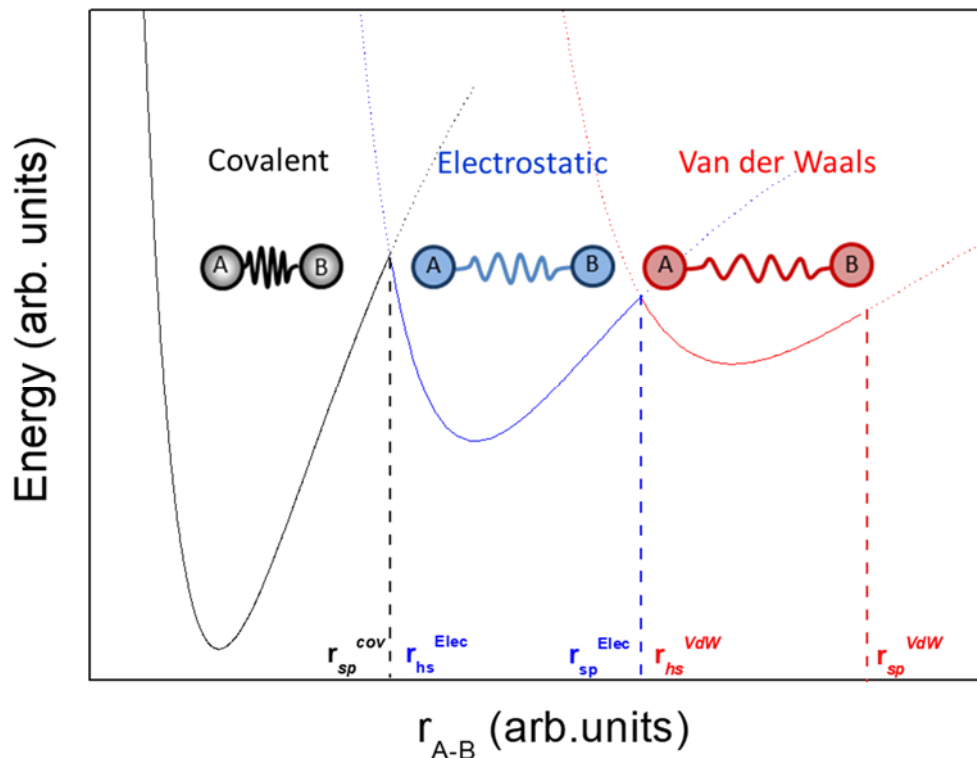 Energy (arb. units)
Covalent Electrostatic Van der Waals
A B A B A B
r_sp^cov r_hs^Elec r_sp^Elec r_hs^VdW r_sp^VdW
r_A-B (arb.units)